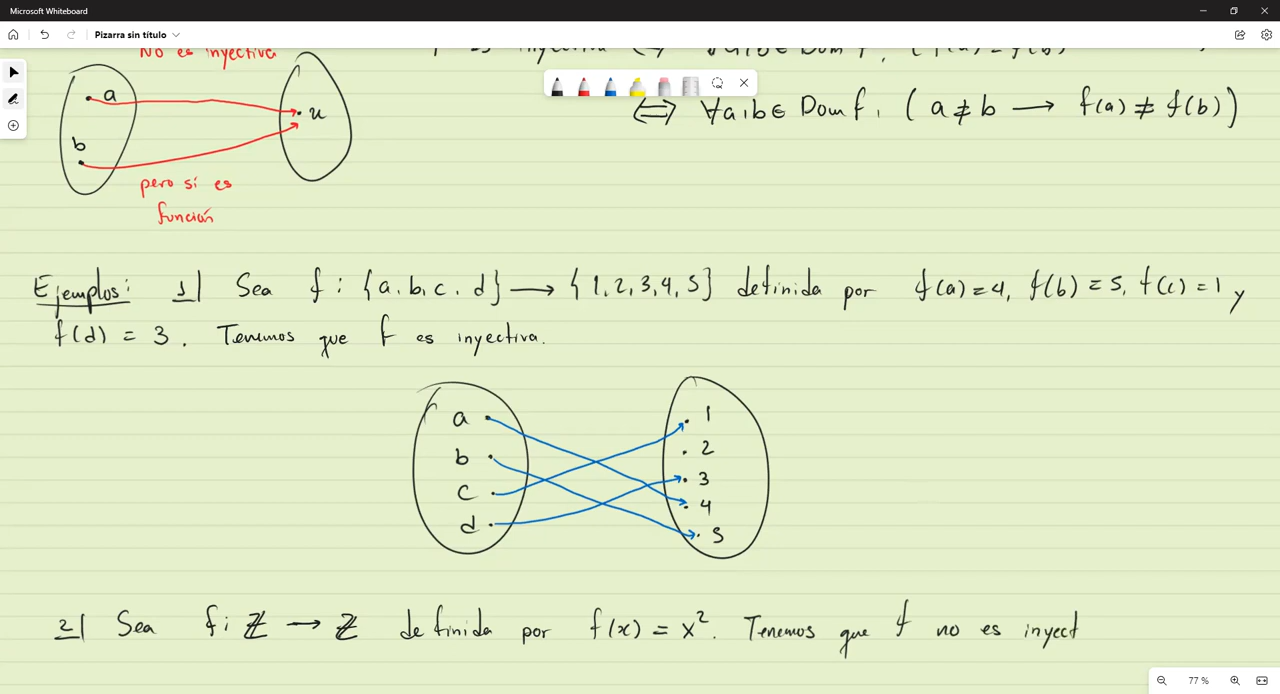 Microsoft Whiteboard
Pizarra sin título
No es inyectiva
a
b
u
pero sí es
función
⟺ ∀a,b∈ Dom f, (a≠b → f(a) ≠ f(b))
Ejemplos: 1) Sea f: {a,b,c,d} → {1,2,3,4,5} definida por f(a)=4, f(b)=5, f(c)=1 y
f(d) = 3. Tenemos que f es inyectiva.
a
b
c
d
1
2
3
4
5
2) Sea f: ℤ → ℤ definida por f(x) = x². Tenemos que f no es inyect
77 %